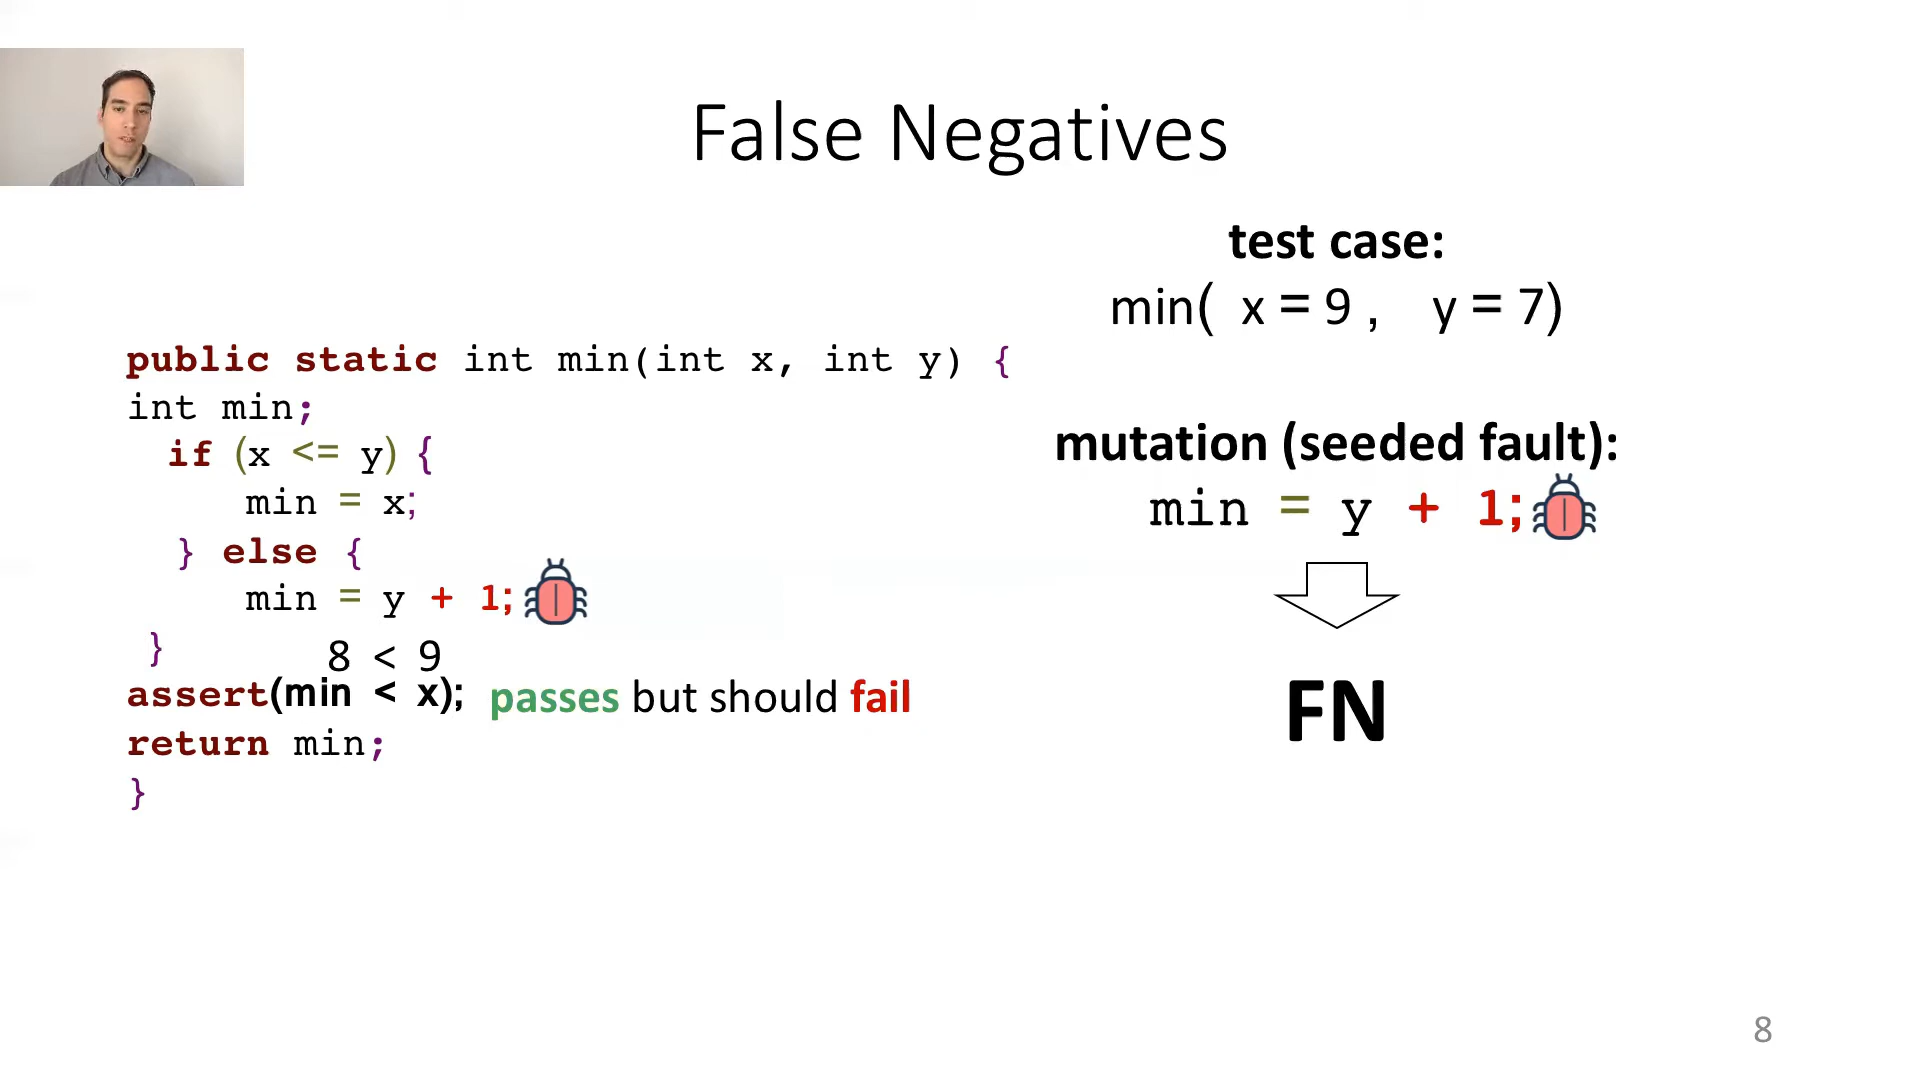 False Negatives
public static int min(int x, int y) {
int min;
if (x <= y) {
min = x;
} else {
min = y + 1;
}
8 < 9
assert(min < x); passes but should fail
return min;
}
test case:
min( x = 9 , y = 7)
mutation (seeded fault):
min = y + 1;
FN
8